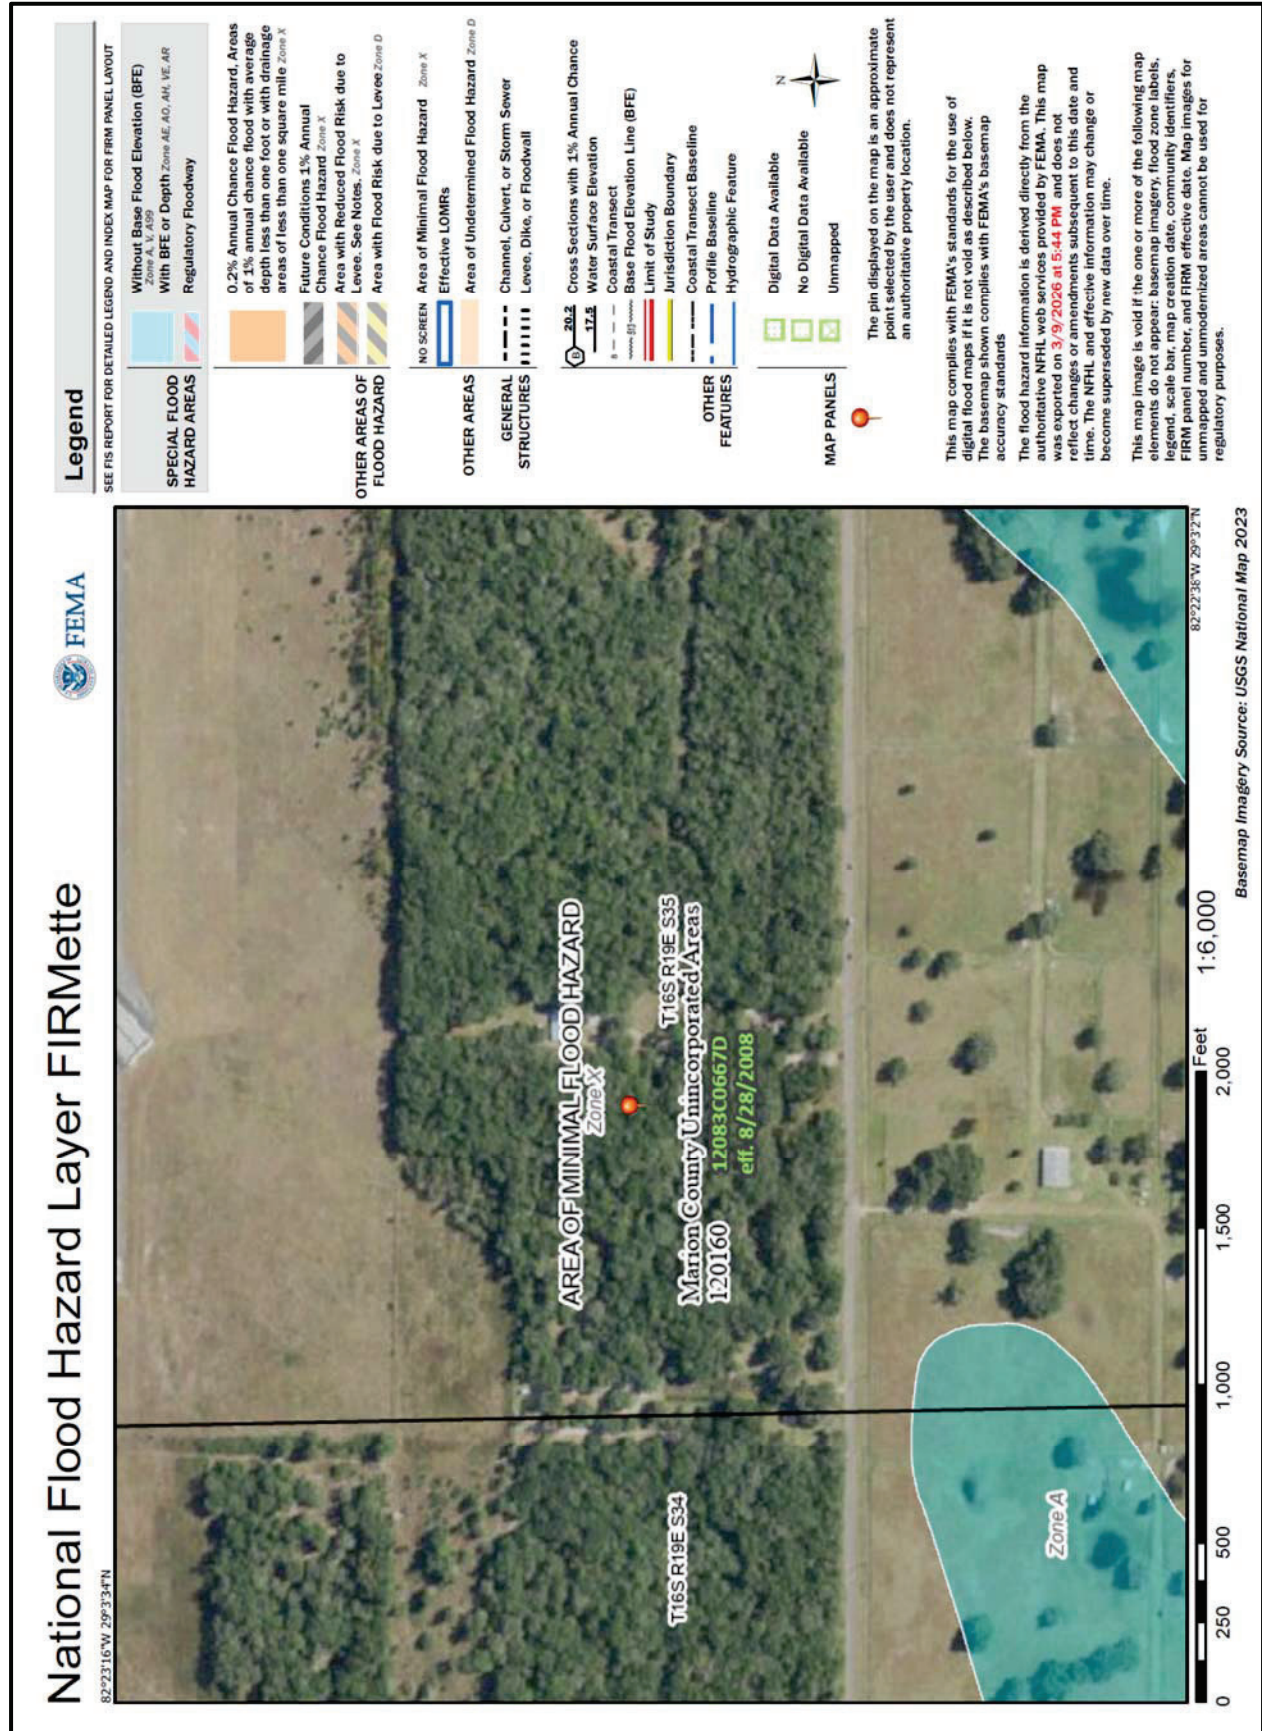 National Flood Hazard Layer FIRMette
FEMA
82°23'16"W 29°3'34"N
AREA OF MINIMAL FLOOD HAZARD
Zone X
T16S R19E S35
Marion County Unincorporated Areas
120160
12083C0667D
eff. 8/28/2008
T16S R19E S34
Zone A
82°22'38"W 29°3'2"N
0 250 500 1,000 1,500 2,000 Feet 1:6,000
Basemap Imagery Source: USGS National Map 2023
Legend
SEE FIS REPORT FOR DETAILED LEGEND AND INDEX MAP FOR FIRM PANEL LAYOUT
SPECIAL FLOOD
HAZARD AREAS
Without Base Flood Elevation (BFE)
Zone A, V, A99
With BFE or Depth Zone AE, AO, AH, VE, AR
Regulatory Floodway
0.2% Annual Chance Flood Hazard, Areas
of 1% annual chance flood with average
depth less than one foot or with drainage
areas of less than one square mile Zone X
Future Conditions 1% Annual
Chance Flood Hazard Zone X
Area with Reduced Flood Risk due to
Levee. See Notes. Zone X
Area with Flood Risk due to Levee Zone D
OTHER AREAS OF
FLOOD HAZARD
NO SCREEN Area of Minimal Flood Hazard Zone X
Effective LOMRs
Area of Undetermined Flood Hazard Zone D
OTHER AREAS
Channel, Culvert, or Storm Sewer
Levee, Dike, or Floodwall
GENERAL
STRUCTURES
B 20.2 Cross Sections with 1% Annual Chance
17.5 Water Surface Elevation
8 Coastal Transect
513 Base Flood Elevation Line (BFE)
Limit of Study
Jurisdiction Boundary
Coastal Transect Baseline
Profile Baseline
Hydrographic Feature
OTHER
FEATURES
Digital Data Available
No Digital Data Available
Unmapped
MAP PANELS
N
The pin displayed on the map is an approximate
point selected by the user and does not represent
an authoritative property location.
This map complies with FEMA's standards for the use of
digital flood maps if it is not void as described below.
The basemap shown complies with FEMA's basemap
accuracy standards
The flood hazard information is derived directly from the
authoritative NFHL web services provided by FEMA. This map
was exported on 3/9/2026 at 5:44 PM and does not
reflect changes or amendments subsequent to this date and
time. The NFHL and effective information may change or
become superseded by new data over time.
This map image is void if the one or more of the following map
elements do not appear: basemap imagery, flood zone labels,
legend, scale bar, map creation date, community identifiers,
FIRM panel number, and FIRM effective date. Map images for
unmapped and unmodernized areas cannot be used for
regulatory purposes.